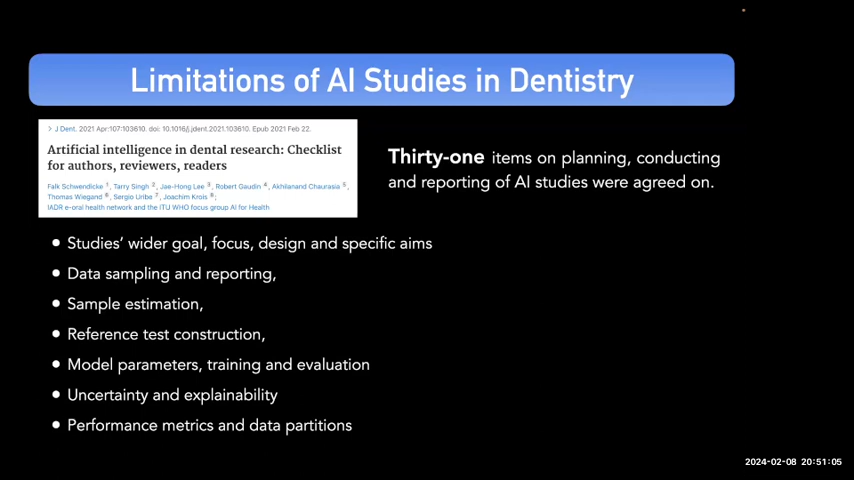 Limitations of AI Studies in Dentistry
> J Dent. 2021 Apr:107:103610. doi: 10.1016/j.jdent.2021.103610. Epub 2021 Feb 22.
Artificial intelligence in dental research: Checklist
for authors, reviewers, readers
Falk Schwendicke 1, Tarry Singh 2, Jae-Hong Lee 3, Robert Gaudin 4, Akhilanand Chaurasia 5,
Thomas Wiegand 6, Sergio Uribe 7, Joachim Krois 8;
IADR e-oral health network and the ITU WHO focus group AI for Health
Thirty-one items on planning, conducting
and reporting of AI studies were agreed on.
• Studies’ wider goal, focus, design and specific aims
• Data sampling and reporting,
• Sample estimation,
• Reference test construction,
• Model parameters, training and evaluation
• Uncertainty and explainability
• Performance metrics and data partitions
2024-02-08 20:51:05